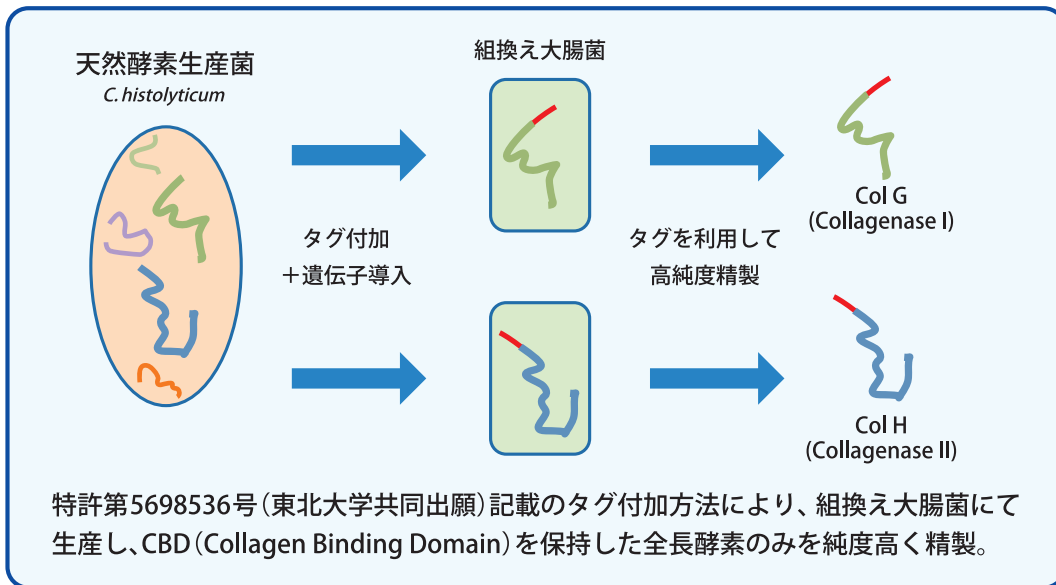 天然酵素生産菌
C. histolyticum
組換え大腸菌
タグ付加
＋遺伝子導入
タグを利用して
高純度精製
Col G
(Collagenase I)
Col H
(Collagenase II)
特許第5698536号（東北大学共同出願）記載のタグ付加方法により、組換え大腸菌にて
生産し、CBD（Collagen Binding Domain）を保持した全長酵素のみを純度高く精製。